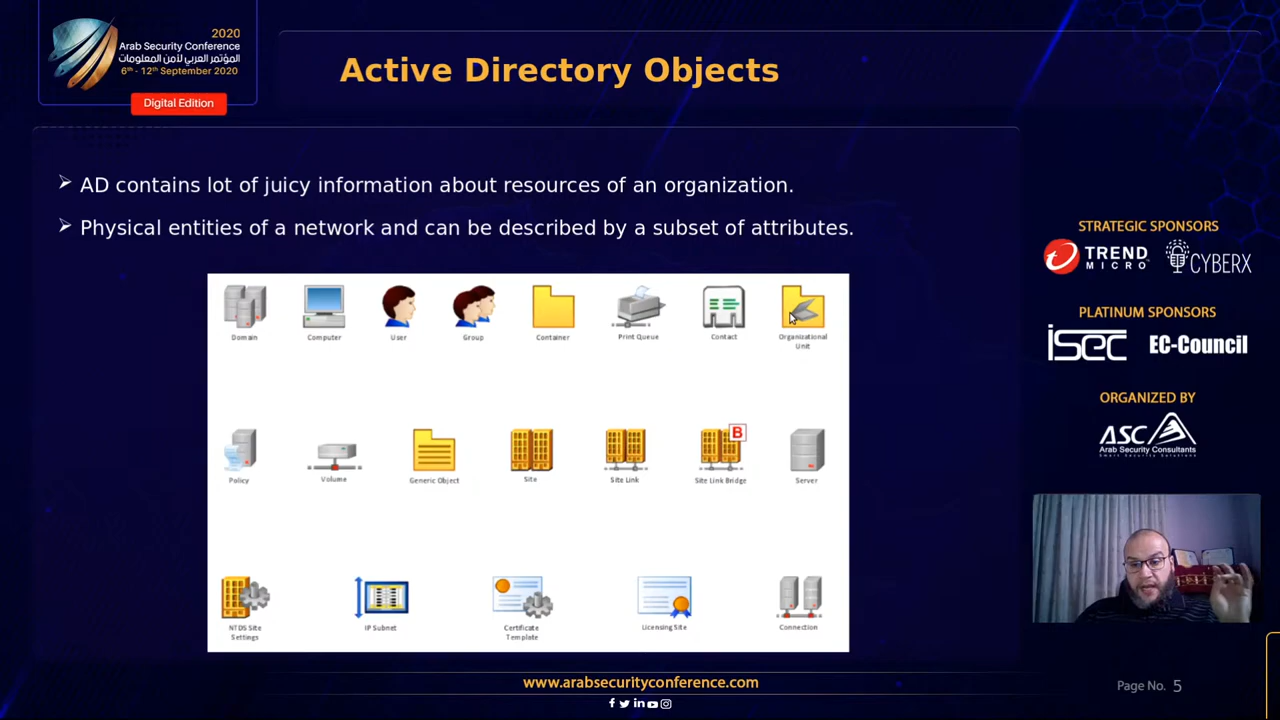 2020
Arab Security Conference
المؤتمر العربي لأمن المعلومات
6th - 12th September 2020
Digital Edition
Active Directory Objects
AD contains lot of juicy information about resources of an organization.
Physical entities of a network and can be described by a subset of attributes.
Domain
Computer
User
Group
Container
Print Queue
Contact
Organizational
Unit
Policy
Volume
Generic Object
Site
Site Link
B
Site Link Bridge
Server
NTDS Site
Settings
IP Subnet
Certificate
Template
Licensing Site
Connection
STRATEGIC SPONSORS
TREND
MICRO
CYBERX
PLATINUM SPONSORS
isec
EC-Council
ORGANIZED BY
ASC
Arab Security Consultants
www.arabsecurityconference.com
Page No. 5